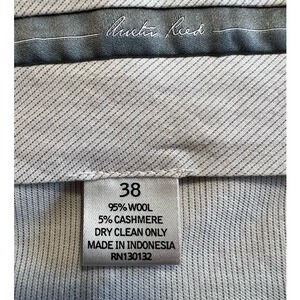 Austin Reed
38
95% WOOL
5% CASHMERE
DRY CLEAN ONLY
MADE IN INDONESIA
RN130132